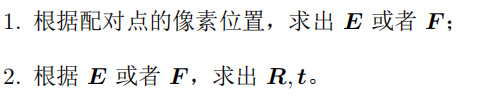 1. 根据配对点的像素位置，求出 E 或者 F；
2. 根据 E 或者 F，求出 R, t。